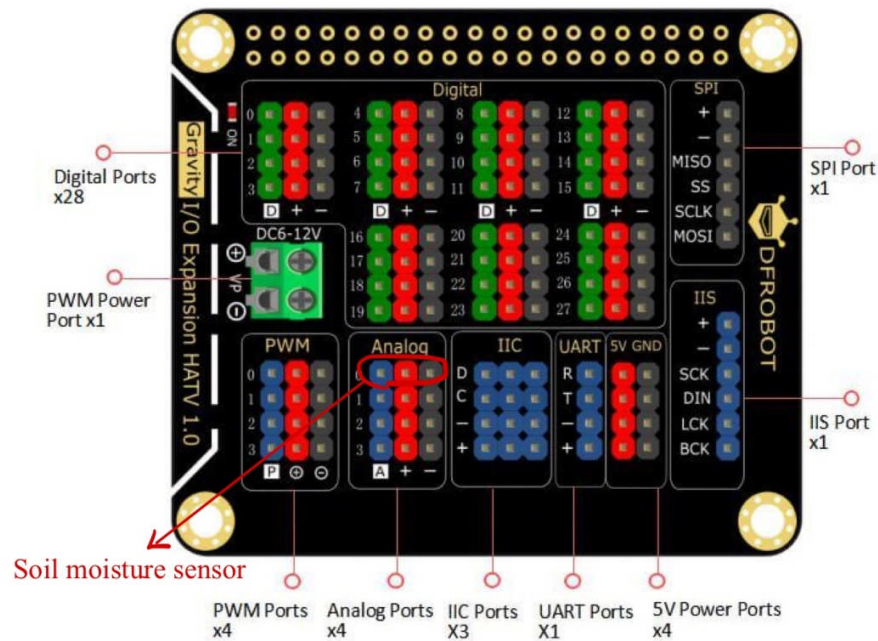 Digital
SPI
0
1
2
3
4
5
6
7
8
9
10
11
12
13
14
15
D + −
D + −
D + −
D + −
ON
+
−
MISO
SS
SCLK
MOSI
Digital Ports
x28
SPI Port
x1
Gravity I/O Expansion HATV 1.0
DFROBOT
DC6-12V
+
VP
−
16
17
18
19
20
21
22
23
24
25
26
27
PWM Power
Port x1
IIS
+
−
SCK
DIN
LCK
BCK
IIS Port
x1
PWM
0
1
2
3
P ⊕ ⊖
Analog
0
1
2
3
A + −
IIC
D
C
−
+
UART
R
T
−
+
5V GND
Soil moisture sensor
PWM Ports
x4
Analog Ports
x4
IIC Ports
X3
UART Ports
X1
5V Power Ports
x4